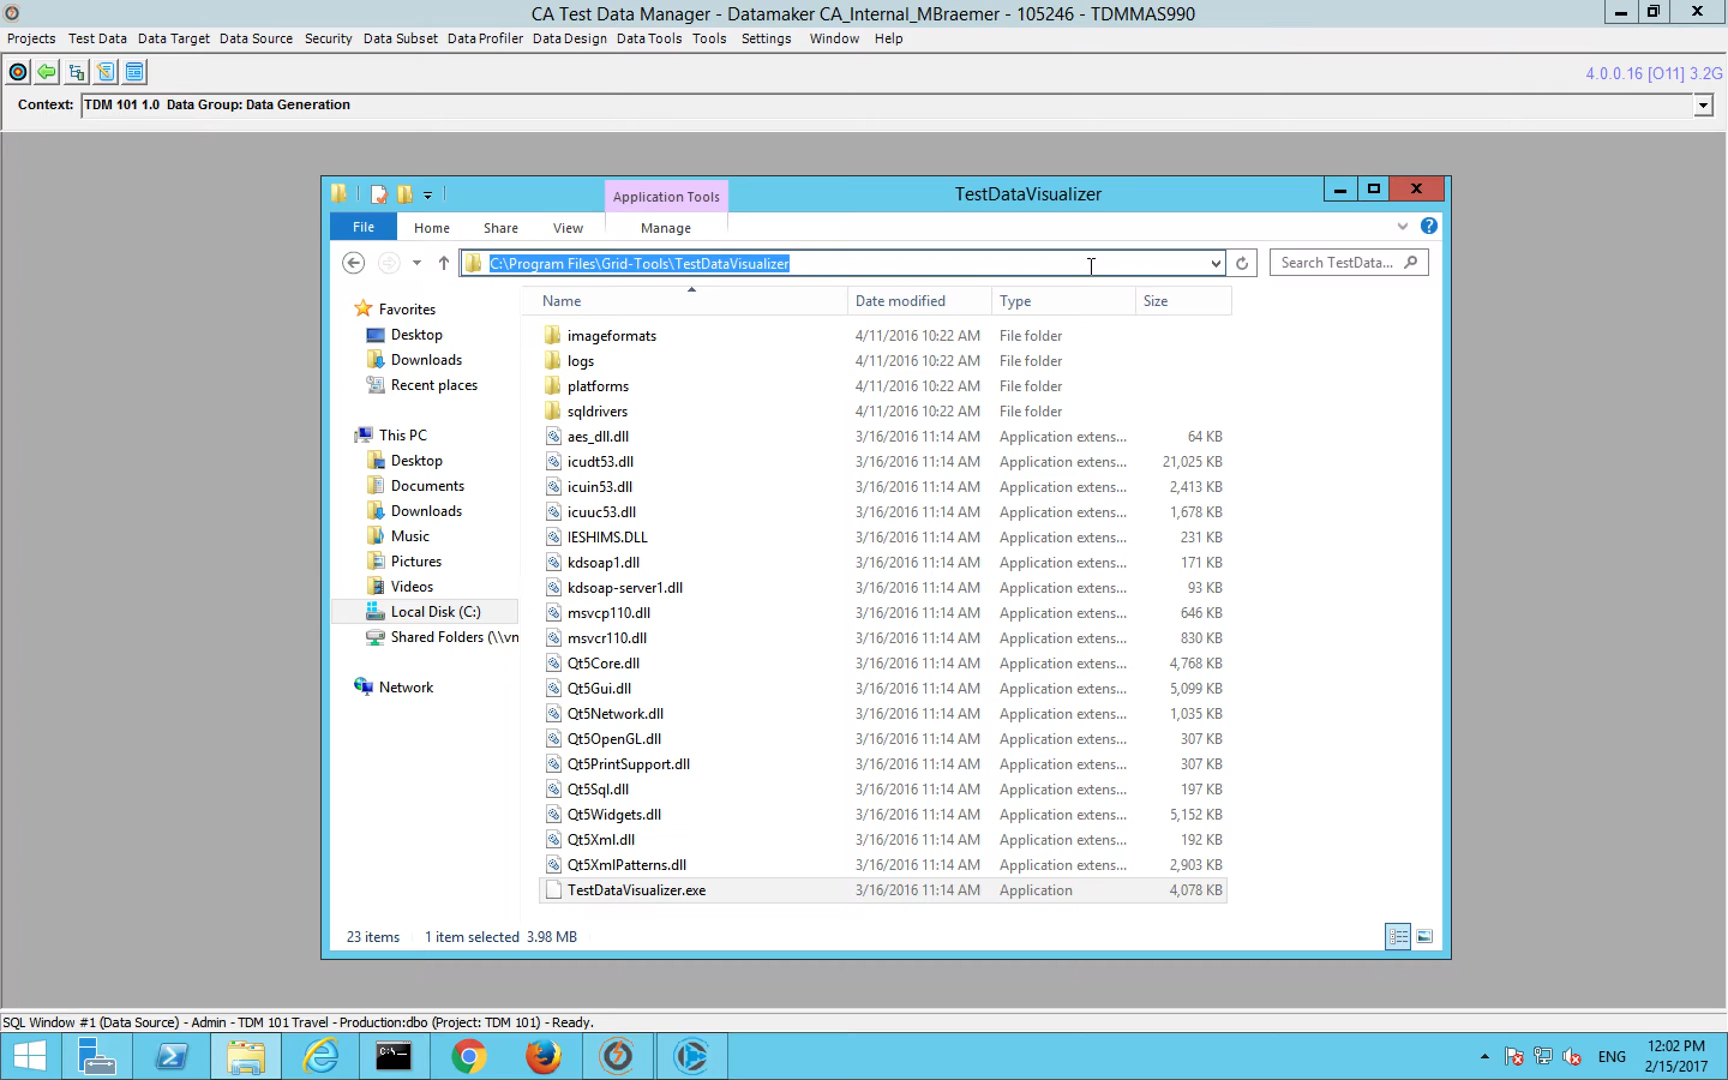 CA Test Data Manager - Datamaker CA_Internal_MBraemer - 105246 - TDMMAS990
Projects Test Data Data Target Data Source Security Data Subset Data Profiler Data Design Data Tools Tools Settings Window Help
4.0.0.16 [O11] 3.2G
Context: TDM 101 1.0 Data Group: Data Generation
Application Tools TestDataVisualizer
File Home Share View Manage
C:\Program Files\Grid-Tools\TestDataVisualizer Search TestData...
Name Date modified Type Size
Favorites
Desktop
Downloads
Recent places
This PC
Desktop
Documents
Downloads
Music
Pictures
Videos
Local Disk (C:)
Shared Folders (\\vn
Network
imageformats 4/11/2016 10:22 AM File folder
logs 4/11/2016 10:22 AM File folder
platforms 4/11/2016 10:22 AM File folder
sqldrivers 4/11/2016 10:22 AM File folder
aes_dll.dll 3/16/2016 11:14 AM Application extens... 64 KB
icudt53.dll 3/16/2016 11:14 AM Application extens... 21,025 KB
icuin53.dll 3/16/2016 11:14 AM Application extens... 2,413 KB
icuuc53.dll 3/16/2016 11:14 AM Application extens... 1,678 KB
IESHIMS.DLL 3/16/2016 11:14 AM Application extens... 231 KB
kdsoap1.dll 3/16/2016 11:14 AM Application extens... 171 KB
kdsoap-server1.dll 3/16/2016 11:14 AM Application extens... 93 KB
msvcp110.dll 3/16/2016 11:14 AM Application extens... 646 KB
msvcr110.dll 3/16/2016 11:14 AM Application extens... 830 KB
Qt5Core.dll 3/16/2016 11:14 AM Application extens... 4,768 KB
Qt5Gui.dll 3/16/2016 11:14 AM Application extens... 5,099 KB
Qt5Network.dll 3/16/2016 11:14 AM Application extens... 1,035 KB
Qt5OpenGL.dll 3/16/2016 11:14 AM Application extens... 307 KB
Qt5PrintSupport.dll 3/16/2016 11:14 AM Application extens... 307 KB
Qt5Sql.dll 3/16/2016 11:14 AM Application extens... 197 KB
Qt5Widgets.dll 3/16/2016 11:14 AM Application extens... 5,152 KB
Qt5Xml.dll 3/16/2016 11:14 AM Application extens... 192 KB
Qt5XmlPatterns.dll 3/16/2016 11:14 AM Application extens... 2,903 KB
TestDataVisualizer.exe 3/16/2016 11:14 AM Application 4,078 KB
23 items 1 item selected 3.98 MB
SQL Window #1 (Data Source) - Admin - TDM 101 Travel - Production:dbo (Project: TDM 101) - Ready.
ENG
12:02 PM
2/15/2017